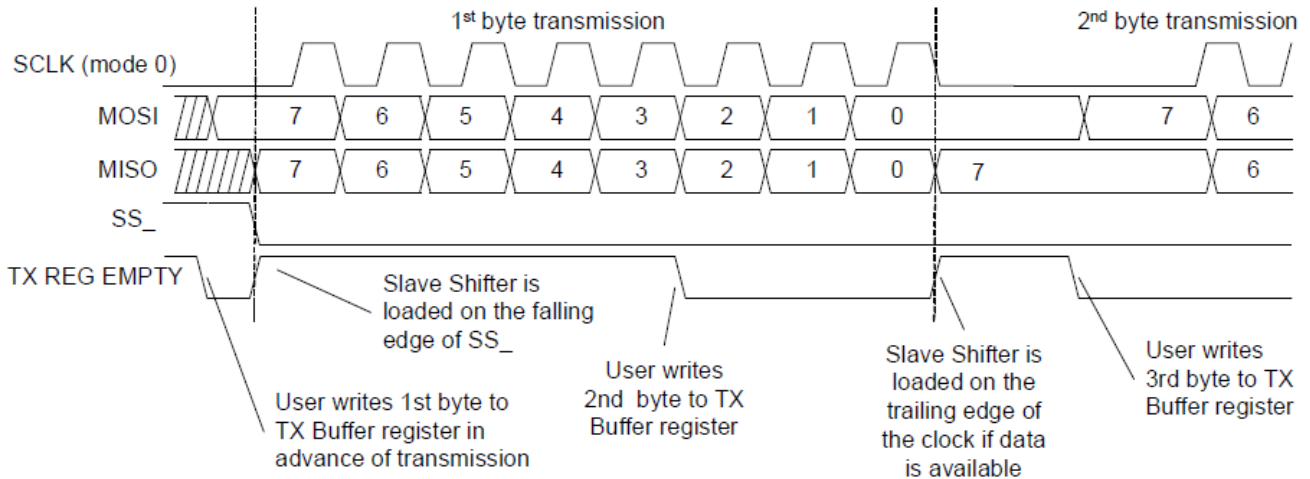 1st byte transmission
2nd byte transmission
SCLK (mode 0)
MOSI
7 6 5 4 3 2 1 0 7 6
MISO
7 6 5 4 3 2 1 0 7 6
SS_
TX REG EMPTY
Slave Shifter is
loaded on the falling
edge of SS_
User writes 1st byte to
TX Buffer register in
advance of transmission
User writes
2nd byte to TX
Buffer register
Slave Shifter is
loaded on the
trailing edge of
the clock if data
is available
User writes
3rd byte to TX
Buffer register